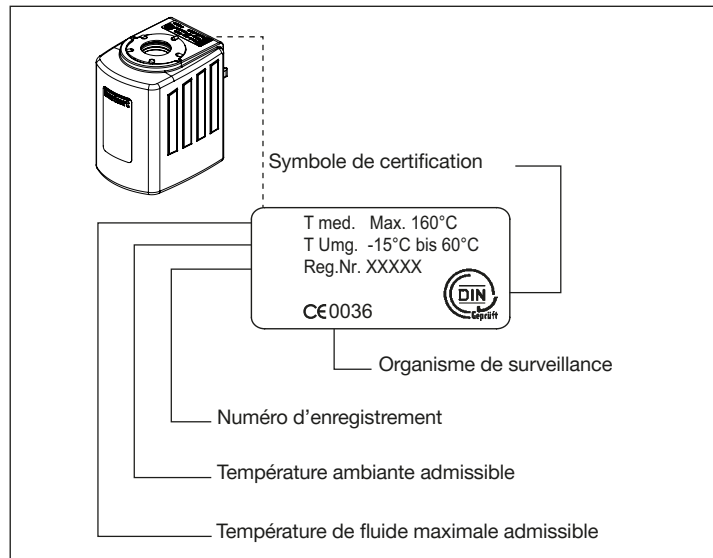 Symbole de certification
T med. Max. 160°C
T Umg. -15°C bis 60°C
Reg.Nr. XXXXX
DIN
Geprüft
CE0036
Organisme de surveillance
Numéro d'enregistrement
Température ambiante admissible
Température de fluide maximale admissible